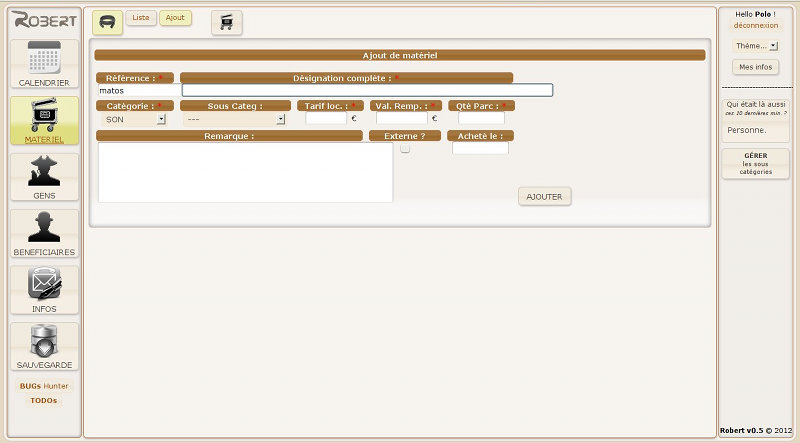 ROBERT
CALENDRIER
MATERIEL
GENS
BENEFICIAIRES
INFOS
SAUVEGARDE
BUGs Hunter
TODOs
Liste
Ajout
Ajout de matériel
Référence : * Désignation complète : *
matos
Catégorie : * Sous Categ : Tarif loc. : * Val. Remp. : * Qté Parc : *
SON --- € €
Remarque : Externe ? Acheté le :
AJOUTER
Hello Polo !
déconnexion
Thème...
Mes infos
Qui était là aussi
ces 10 dernières min. ?
Personne.
GÉRER
les sous
catégories
Robert v0.5 © 2012